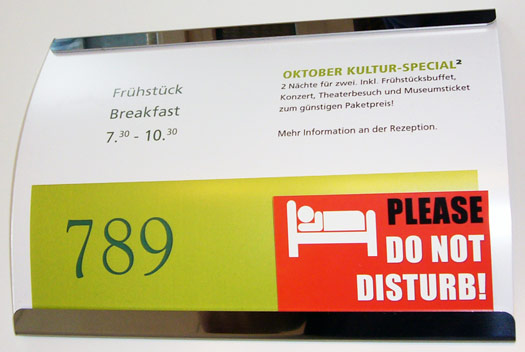 Frühstück
Breakfast
7.30 - 10.30
OKTOBER KULTUR-SPECIAL²
2 Nächte für zwei. Inkl. Frühstücksbuffet,
Konzert, Theaterbesuch und Museumsticket
zum günstigen Paketpreis!
Mehr Information an der Rezeption.
789
PLEASE
DO NOT
DISTURB!